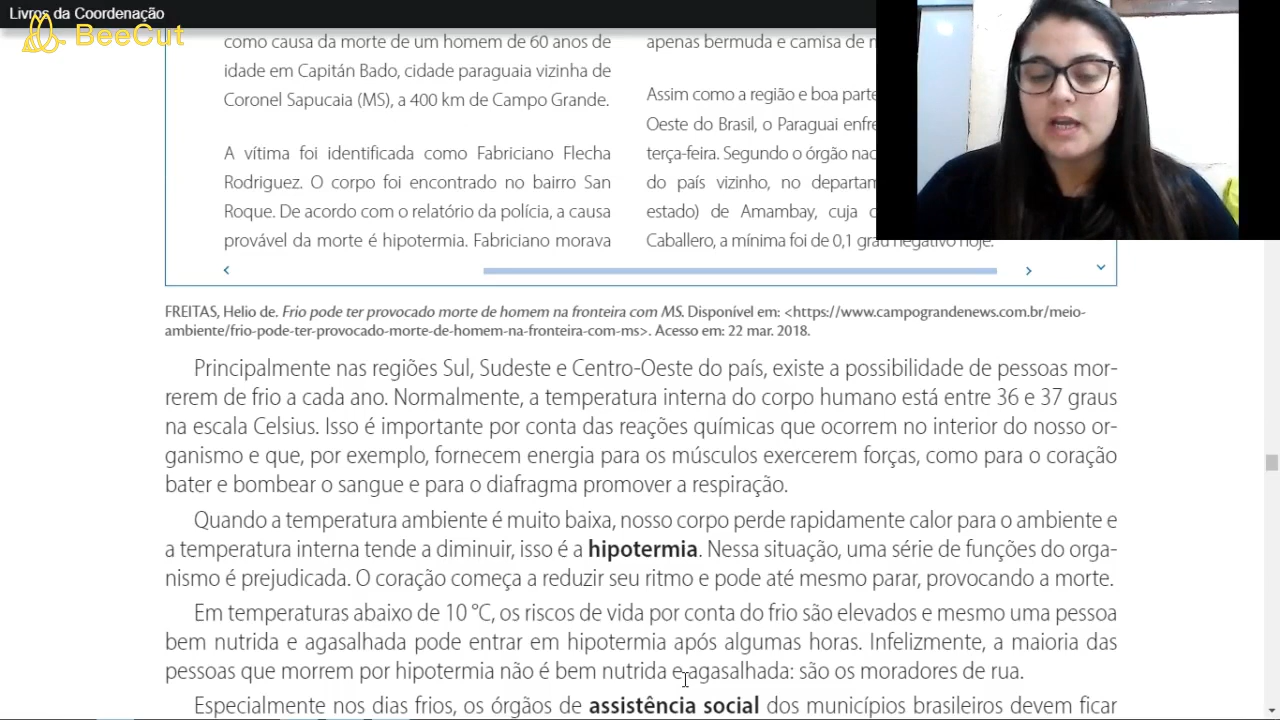 Livros da Coordenação
BeeCut
como causa da morte de um homem de 60 anos de
idade em Capitán Bado, cidade paraguaia vizinha de
Coronel Sapucaia (MS), a 400 km de Campo Grande.
A vítima foi identificada como Fabriciano Flecha
Rodriguez. O corpo foi encontrado no bairro San
Roque. De acordo com o relatório da polícia, a causa
provável da morte é hipotermia. Fabriciano morava
apenas bermuda e camisa de
Assim como a região e boa parte
Oeste do Brasil, o Paraguai
terça-feira. Segundo o órgão
do país vizinho, no
estado) de Amambay, cuja
Caballero, a mínima foi de 0,1 grau negativo hoje.
FREITAS, Helio de. Frio pode ter provocado morte de homem na fronteira com MS. Disponível em: <https://www.campograndenews.com.br/meio-
ambiente/frio-pode-ter-provocado-morte-de-homem-na-fronteira-com-ms>. Acesso em: 22 mar. 2018.
Principalmente nas regiões Sul, Sudeste e Centro-Oeste do país, existe a possibilidade de pessoas mor-
rerem de frio a cada ano. Normalmente, a temperatura interna do corpo humano está entre 36 e 37 graus
na escala Celsius. Isso é importante por conta das reações químicas que ocorrem no interior do nosso or-
ganismo e que, por exemplo, fornecem energia para os músculos exercerem forças, como para o coração
bater e bombear o sangue e para o diafragma promover a respiração.
Quando a temperatura ambiente é muito baixa, nosso corpo perde rapidamente calor para o ambiente e
a temperatura interna tende a diminuir, isso é a hipotermia. Nessa situação, uma série de funções do orga-
nismo é prejudicada. O coração começa a reduzir seu ritmo e pode até mesmo parar, provocando a morte.
Em temperaturas abaixo de 10 °C, os riscos de vida por conta do frio são elevados e mesmo uma pessoa
bem nutrida e agasalhada pode entrar em hipotermia após algumas horas. Infelizmente, a maioria das
pessoas que morrem por hipotermia não é bem nutrida e agasalhada: são os moradores de rua.
Especialmente nos dias frios, os órgãos de assistência social dos municípios brasileiros devem ficar